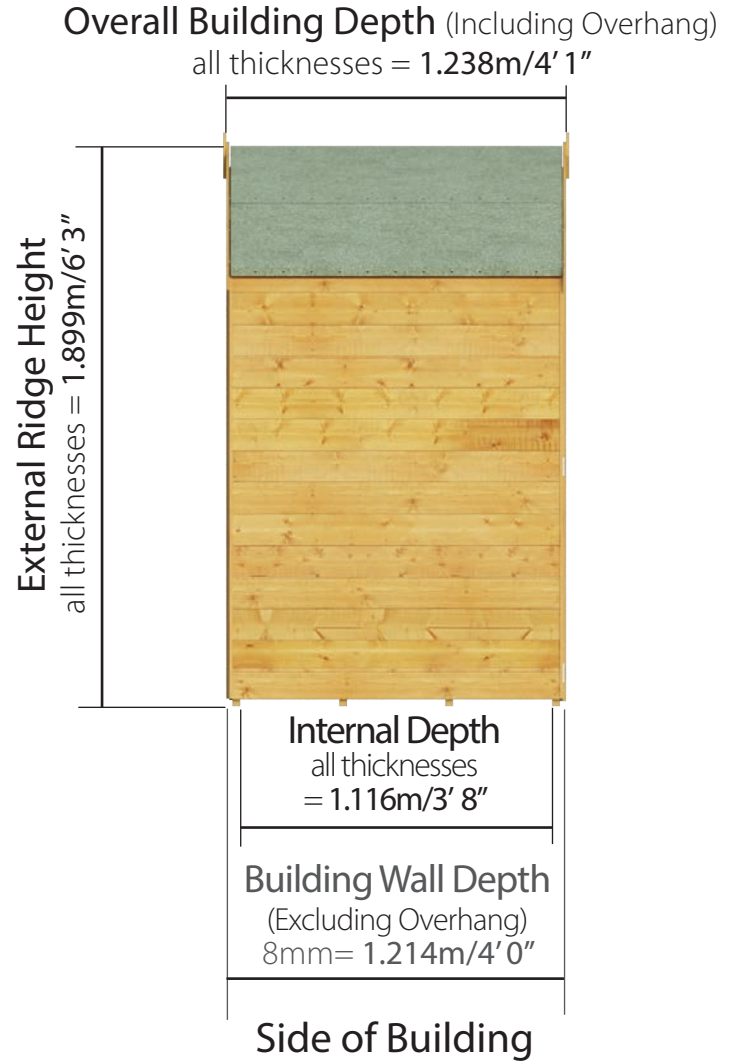 Overall Building Depth (Including Overhang)
all thicknesses = 1.238m/4' 1”
External Ridge Height
all thicknesses = 1.899m/6' 3”
Internal Depth
all thicknesses
= 1.116m/3' 8”
Building Wall Depth
(Excluding Overhang)
8mm= 1.214m/4' 0”
Side of Building